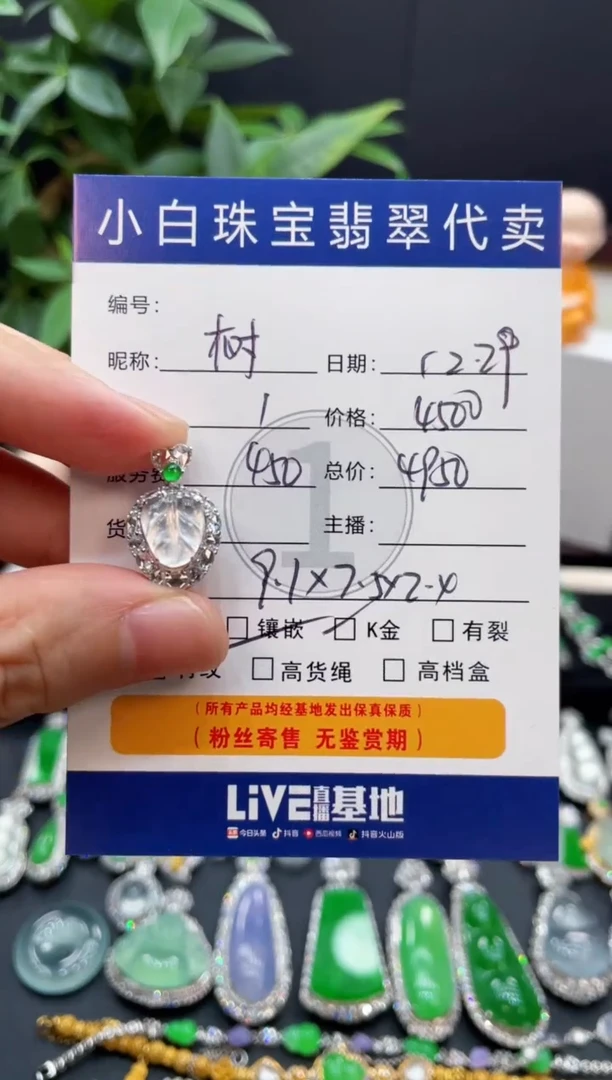 小白珠宝翡翠代卖
编号:
昵称: 树 日期: 12.29
1 价格: 4500
服务费 450 总价: 4950
货 主播:
1
9.1×7.5×2.4
镶嵌 K金 有裂
有纹 高货绳 高档盒
(所有产品均经基地发出保真保质)
(粉丝寄售 无鉴赏期)
LiVE直播基地
今日头条 抖音 西瓜视频 抖音火山版